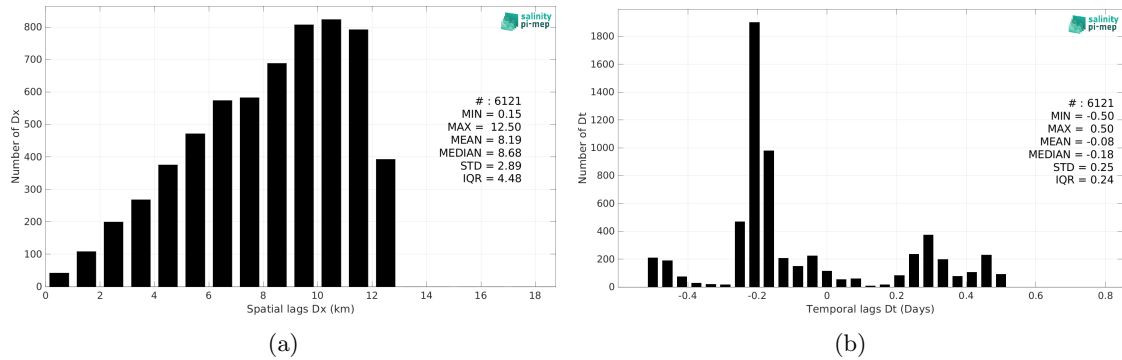 800
700
600
500
400
300
200
100
0
Number of Dx
0 2 4 6 8 10 12 14 16 18
Spatial lags Dx (km)
salinity
pi-mep
# : 6121
MIN = 0.15
MAX = 12.50
MEAN = 8.19
MEDIAN = 8.68
STD = 2.89
IQR = 4.48
(a)
1800
1600
1400
1200
1000
800
600
400
200
0
Number of Dt
-0.4 -0.2 0 0.2 0.4 0.6 0.8
Temporal lags Dt (Days)
salinity
pi-mep
# : 6121
MIN = -0.50
MAX = 0.50
MEAN = -0.08
MEDIAN = -0.18
STD = 0.25
IQR = 0.24
(b)